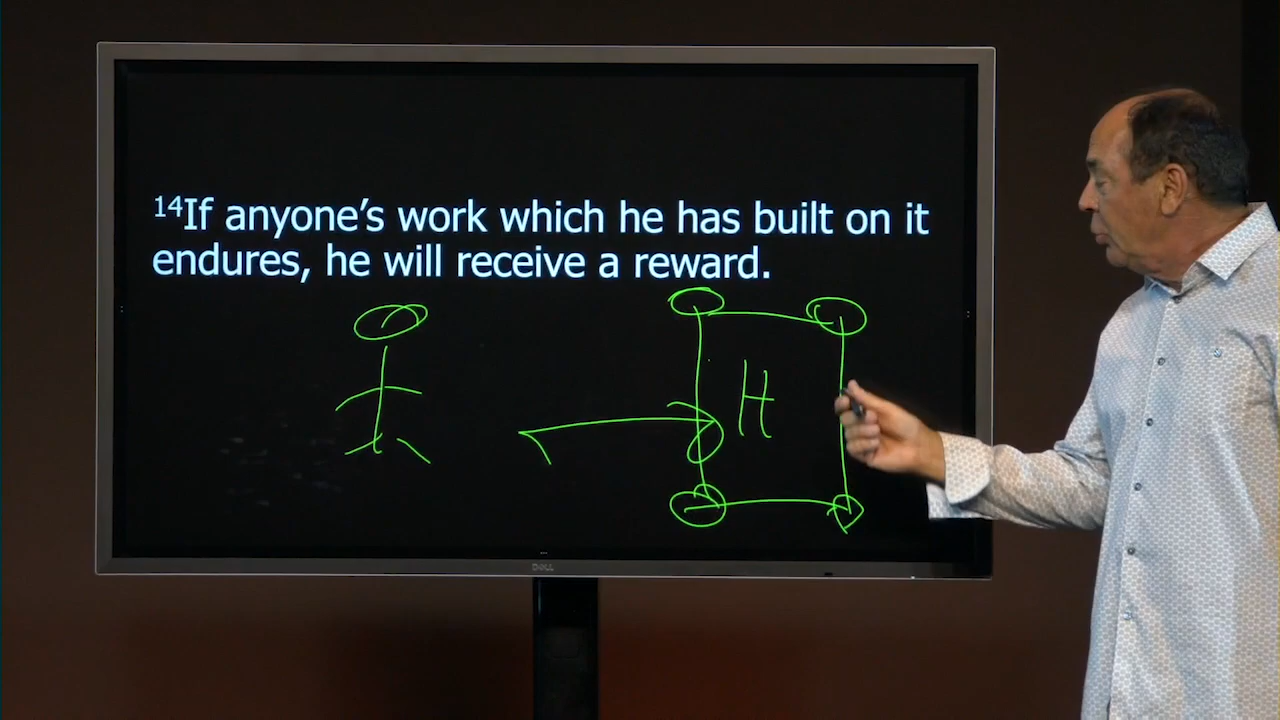 ¹⁴If anyone's work which he has built on it
endures, he will receive a reward.
H
DELL